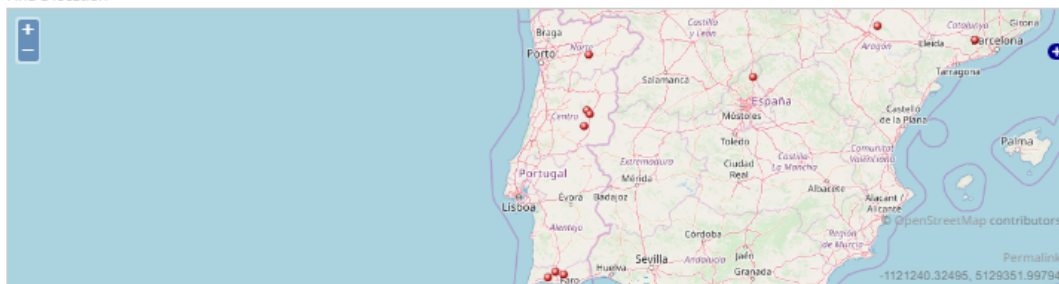 +
−
Castilla
y León
Catalunya
Girona
Braga
Norte
Porto
Aragón
Lleida
Barcelona
Salamanca
Tarragona
España
Castelló
de la Plana
Centro
Móstoles
Toledo
Palma
Extremadura
Ciudad
Real
Castilla-
La Mancha
Comunitat
Valenciana
Portugal
Mérida
Albacete
Évora
Badajoz
Alacant /
Alicante
Lisboa
© OpenStreetMap contributors
Alentejo
Córdoba
Región
de Murcia
Sevilla
Jaén
Andalucía
Huelva
Granada
Faro
Permalink
-1121240.32495, 5129351.99794